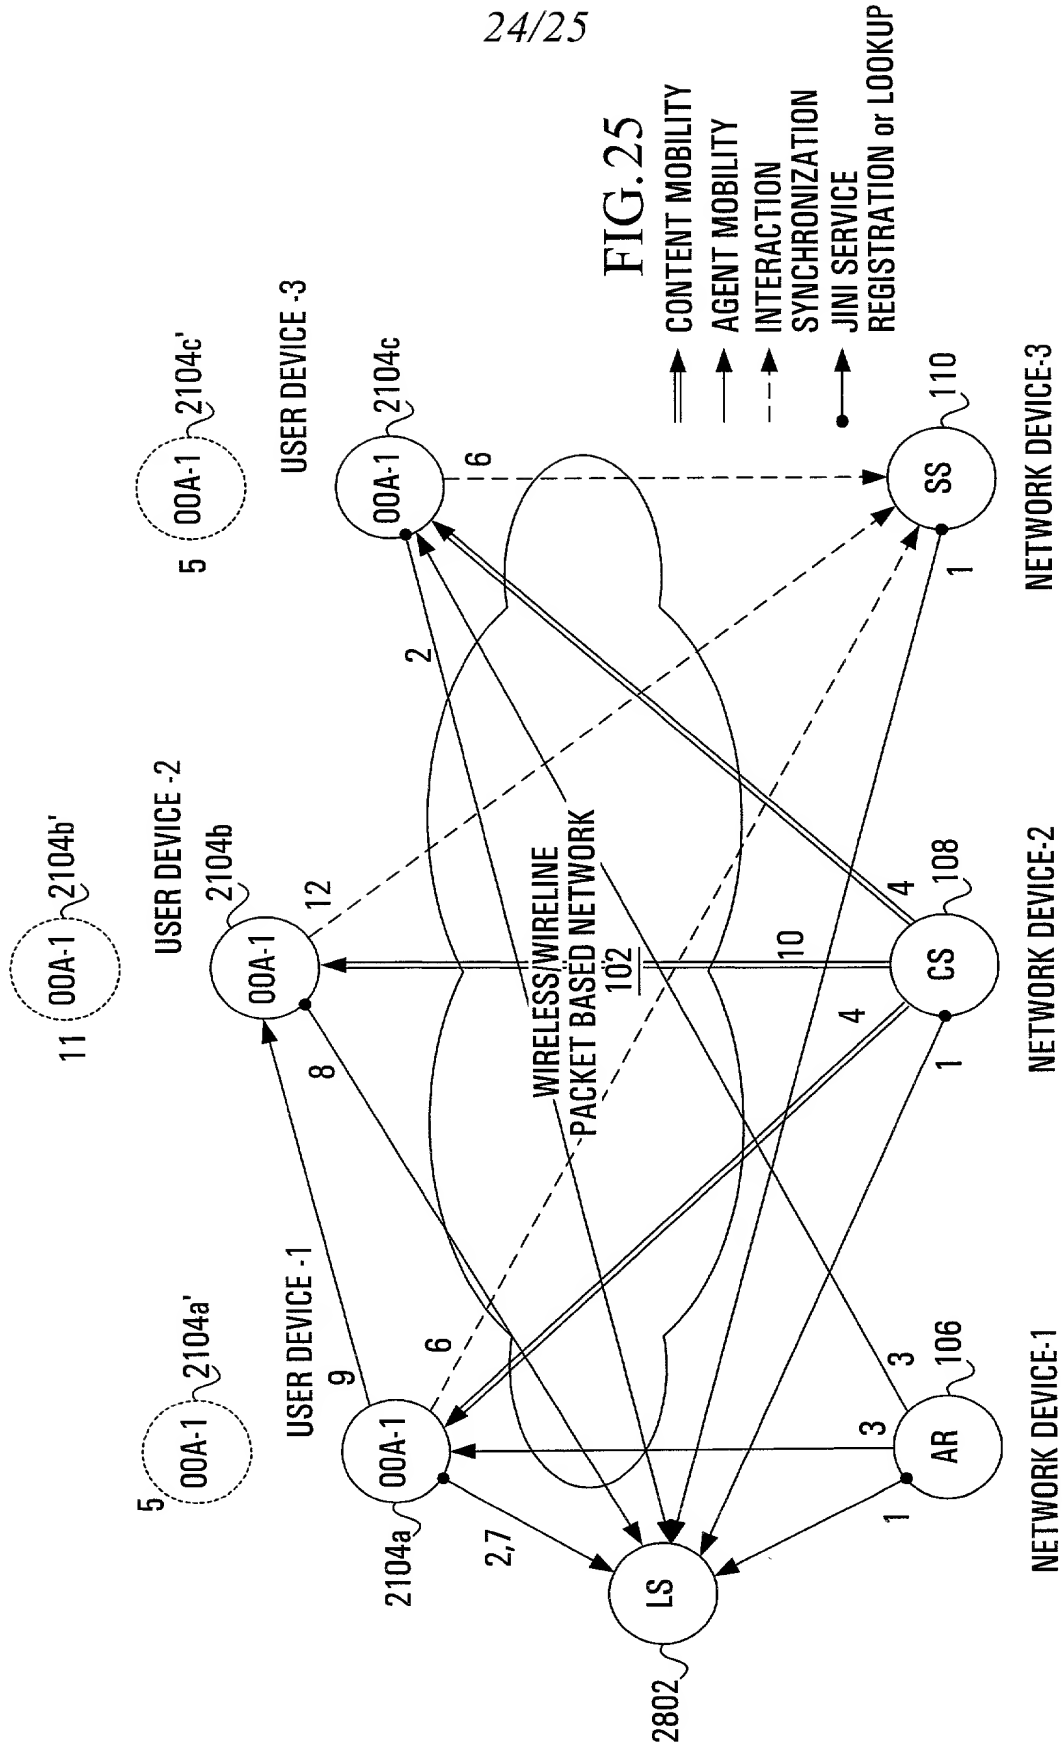 24/25
FIG.25
CONTENT MOBILITY
AGENT MOBILITY
INTERACTION
SYNCHRONIZATION
JINI SERVICE
REGISTRATION or LOOKUP
5
OOA-1
2104a'
11
OOA-1
2104b'
5
OOA-1
2104c'
USER DEVICE -1
USER DEVICE -2
USER DEVICE -3
2104a
OOA-1
9
6
2,7
OOA-1
2104b
8
12
OOA-1
2104c
2
6
WIRELESS/WIRELINE
PACKET BASED NETWORK
102
LS
2802
3
3
1
AR
106
4
10
4
1
CS
108
1
SS
110
NETWORK DEVICE-1
NETWORK DEVICE-2
NETWORK DEVICE-3